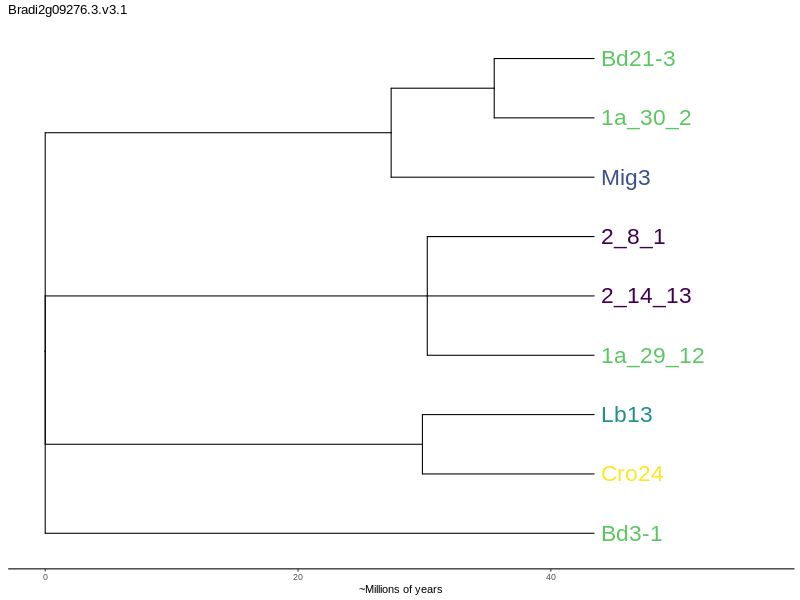 Bradi2g09276.3.v3.1
Bd21-3
1a_30_2
Mig3
2_8_1
2_14_13
1a_29_12
Lb13
Cro24
Bd3-1
0 20 40
~Millions of years